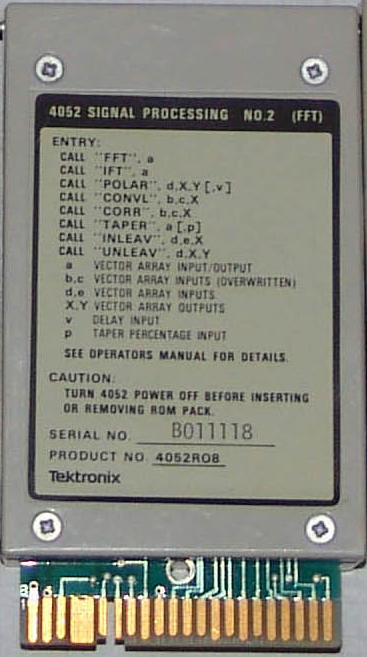 4052 SIGNAL PROCESSING NO.2 (FFT)
ENTRY:
CALL "FFT", a
CALL "IFT", a
CALL "POLAR", d,X,Y [,v]
CALL "CONVL", b,c,X
CALL "CORR", b,c,X
CALL "TAPER", a [,p]
CALL "INLEAV", d,e,X
CALL "UNLEAV", d,X,Y
a VECTOR ARRAY INPUT/OUTPUT
b,c VECTOR ARRAY INPUTS (OVERWRITTEN)
d,e VECTOR ARRAY INPUTS
X,Y VECTOR ARRAY OUTPUTS
v DELAY INPUT
p TAPER PERCENTAGE INPUT
SEE OPERATORS MANUAL FOR DETAILS.
CAUTION:
TURN 4052 POWER OFF BEFORE INSERTING
OR REMOVING ROM PACK.
SERIAL NO. B011118
PRODUCT NO. 4052R08
Tektronix